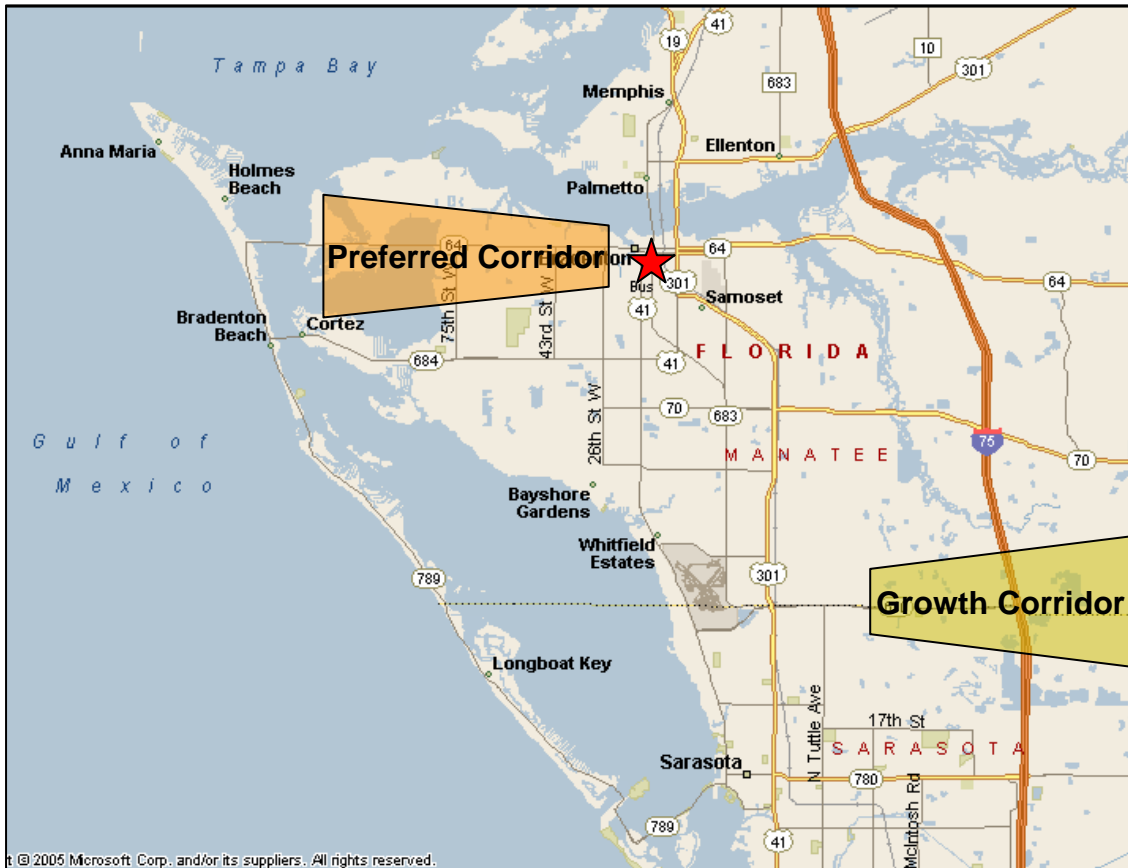 41
19
10
Tampa Bay
301
683
Memphis
Anna Maria
Ellenton
Holmes
Beach
Palmetto
64
64
Preferred Corridor
Bus
301
64
Samoset
41
75th St W
43rd St W
Bradenton
Beach
Cortez
684
41
FLORIDA
26th St W
70
683
Gulf of
Mexico
75
MANATEE
70
Bayshore
Gardens
Whitfield
Estates
789
301
Growth Corridor
Longboat Key
N Tuttle Ave
17th St
SARASOTA
Sarasota
780
McIntosh Rd
789
41
t © 2005 Microsoft Corp. and/or its suppliers. All rights reserved.